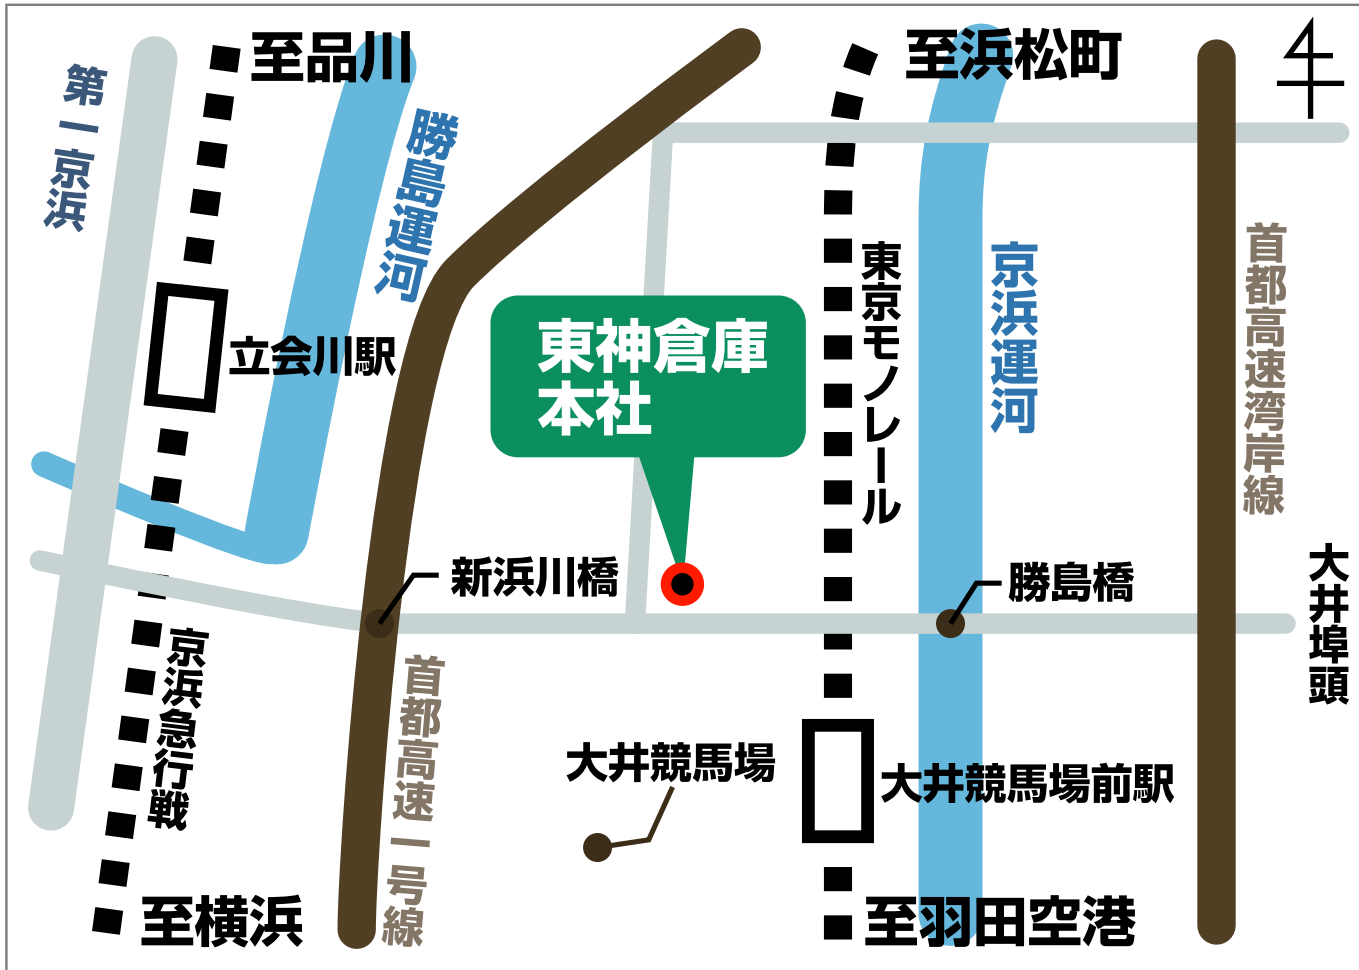 至品川
至浜松町
第一京浜
勝島運河
東京モノレール
京浜運河
首都高速湾岸線
立会川駅
東神倉庫
本社
新浜川橋
勝島橋
大井埠頭
京浜急行戦
首都高速一号線
大井競馬場
大井競馬場前駅
至横浜
至羽田空港